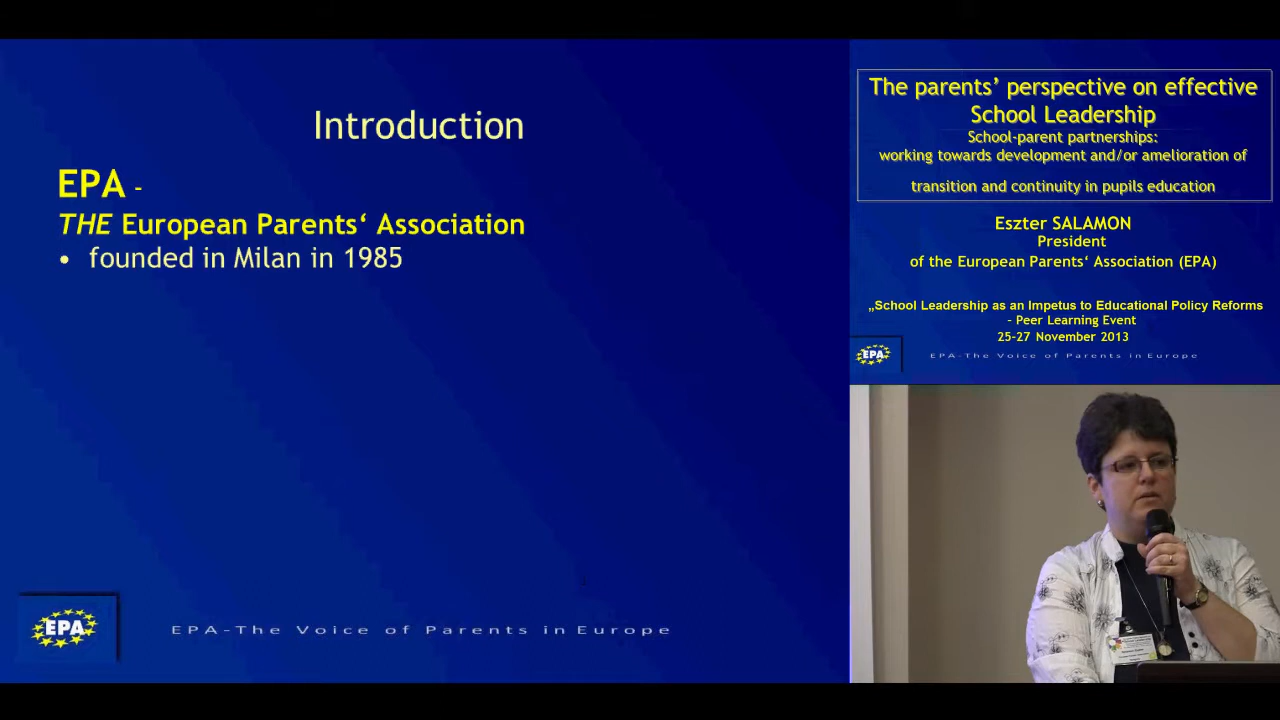 Introduction
EPA -
THE European Parents‘ Association
• founded in Milan in 1985
EPA
EPA-The Voice of Parents in Europe
The parents’ perspective on effective
School Leadership
School-parent partnerships:
working towards development and/or amelioration of
transition and continuity in pupils education
Eszter SALAMON
President
of the European Parents‘ Association (EPA)
„School Leadership as an Impetus to Educational Policy Reforms
- Peer Learning Event
25-27 November 2013
EPA
EPA-The Voice of Parents in Europe